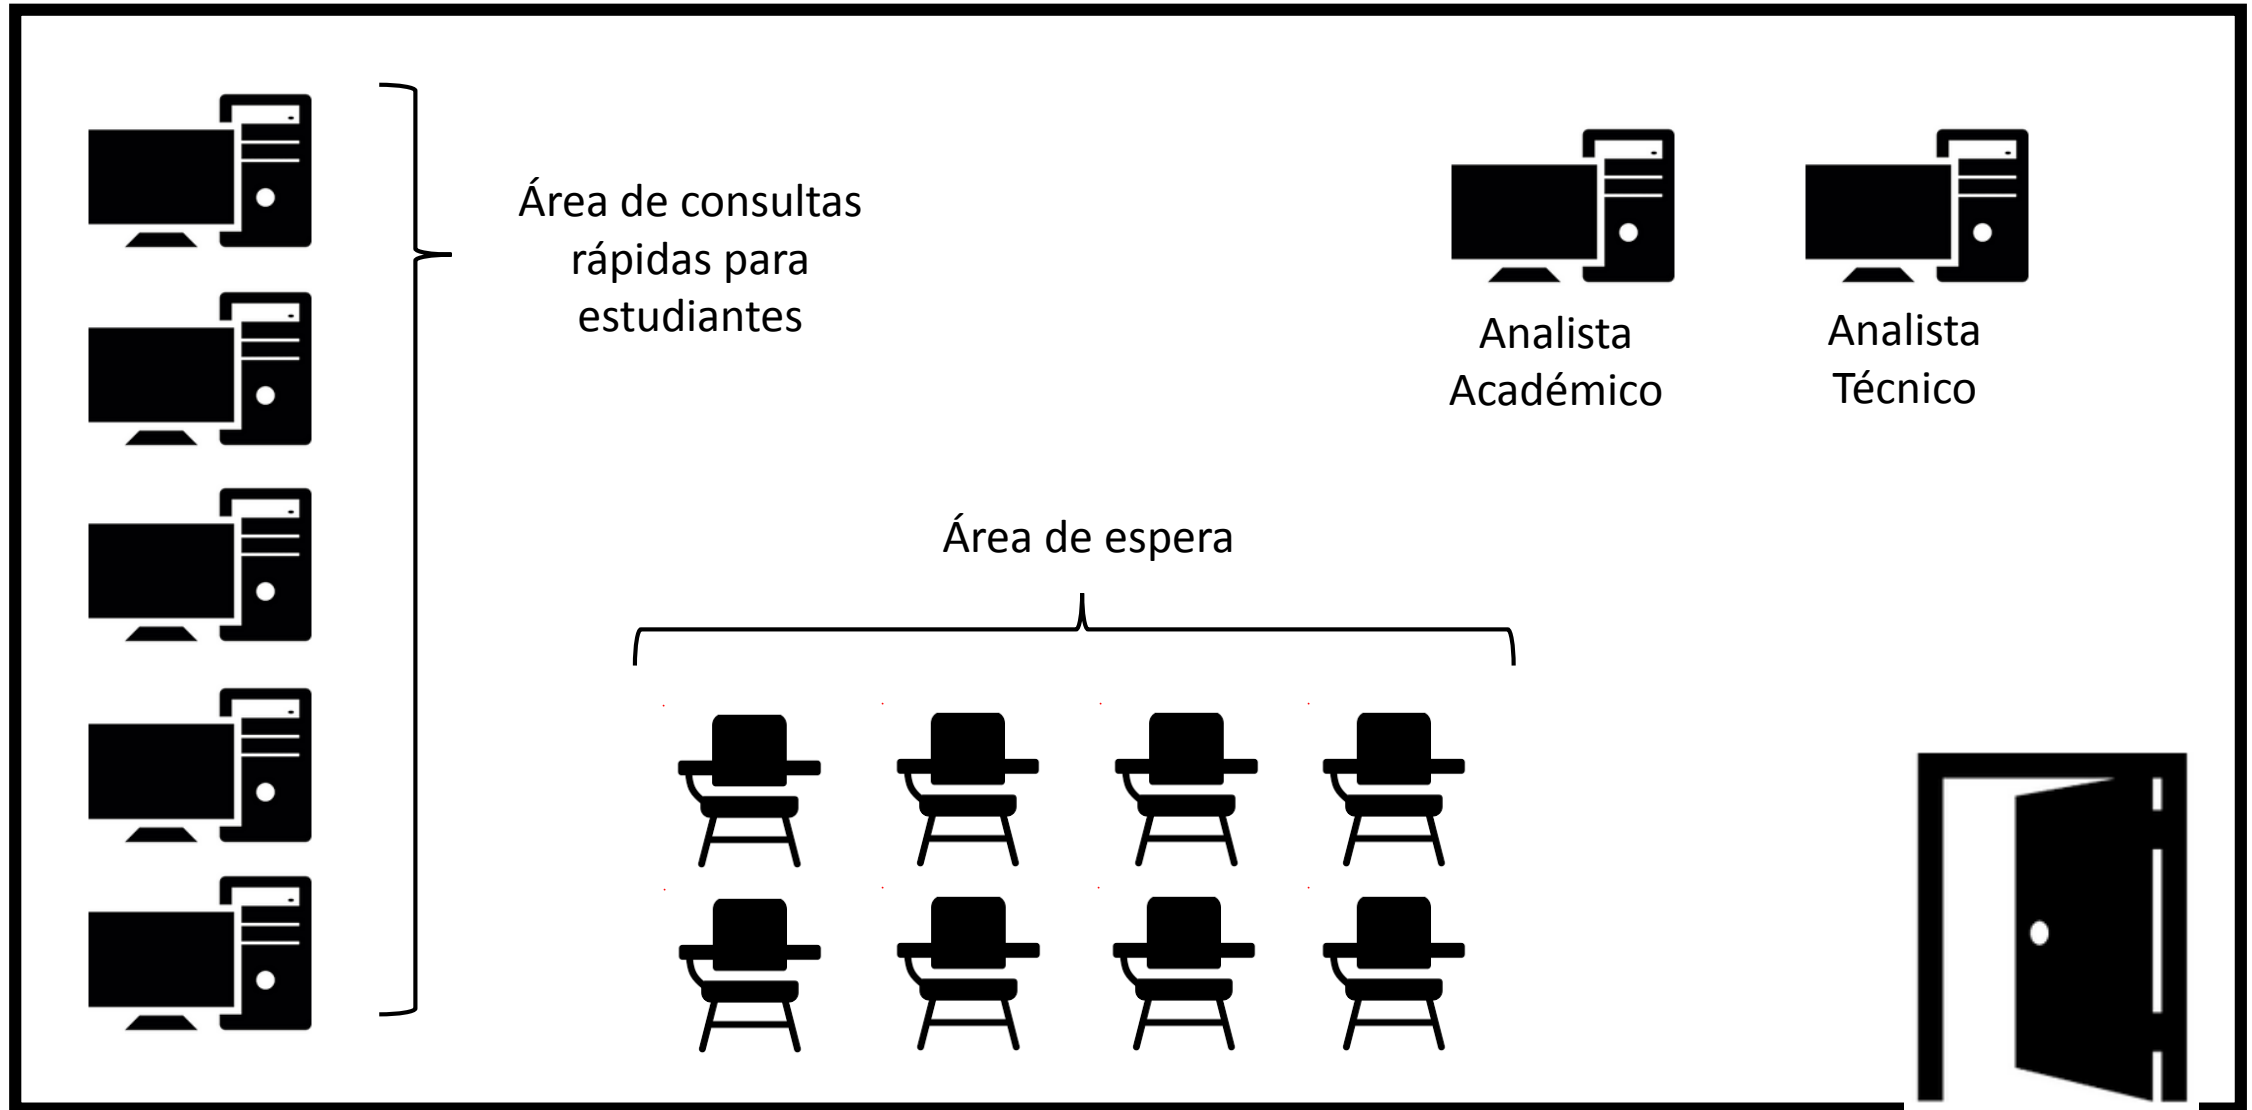 Área de consultas
rápidas para
estudiantes
Analista
Académico
Analista
Técnico
Área de espera